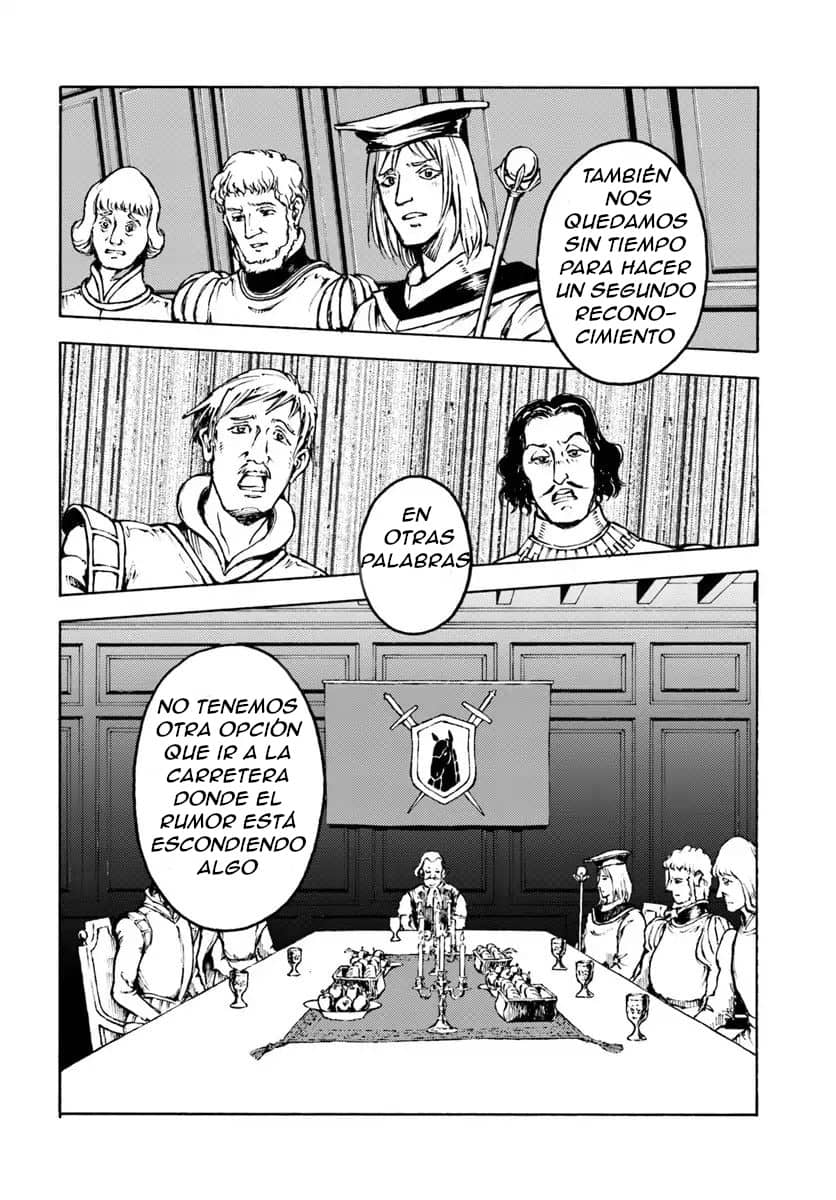 TAMBIÉN
NOS
QUEDAMOS
SIN TIEMPO
PARA HACER
UN SEGUNDO
RECONO-
CIMIENTO
EN
OTRAS
PALABRAS
NO TENEMOS
OTRA OPCIÓN
QUE IR A LA
CARRETERA
DONDE EL
RUMOR ESTÁ
ESCONDIENDO
ALGO